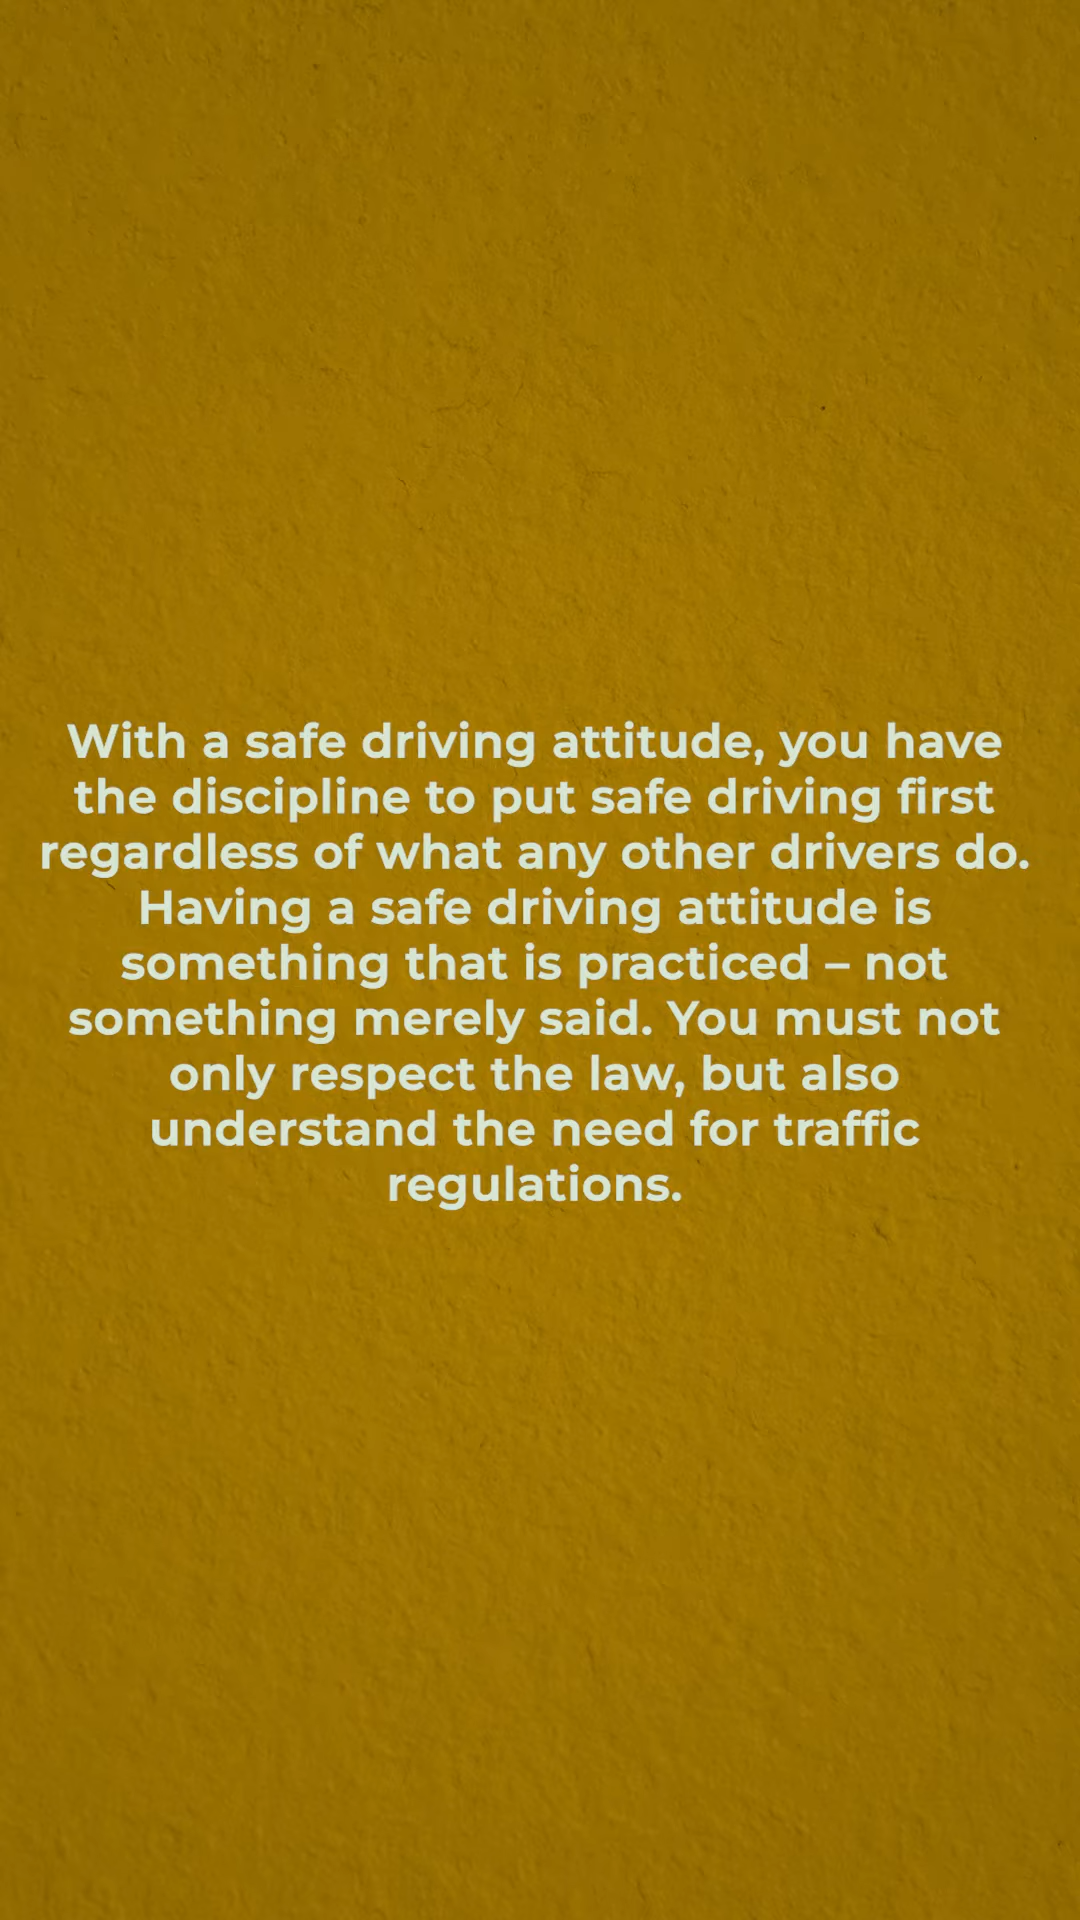 With a safe driving attitude, you have
the discipline to put safe driving first
regardless of what any other drivers do.
Having a safe driving attitude is
something that is practiced – not
something merely said. You must not
only respect the law, but also
understand the need for traffic
regulations.